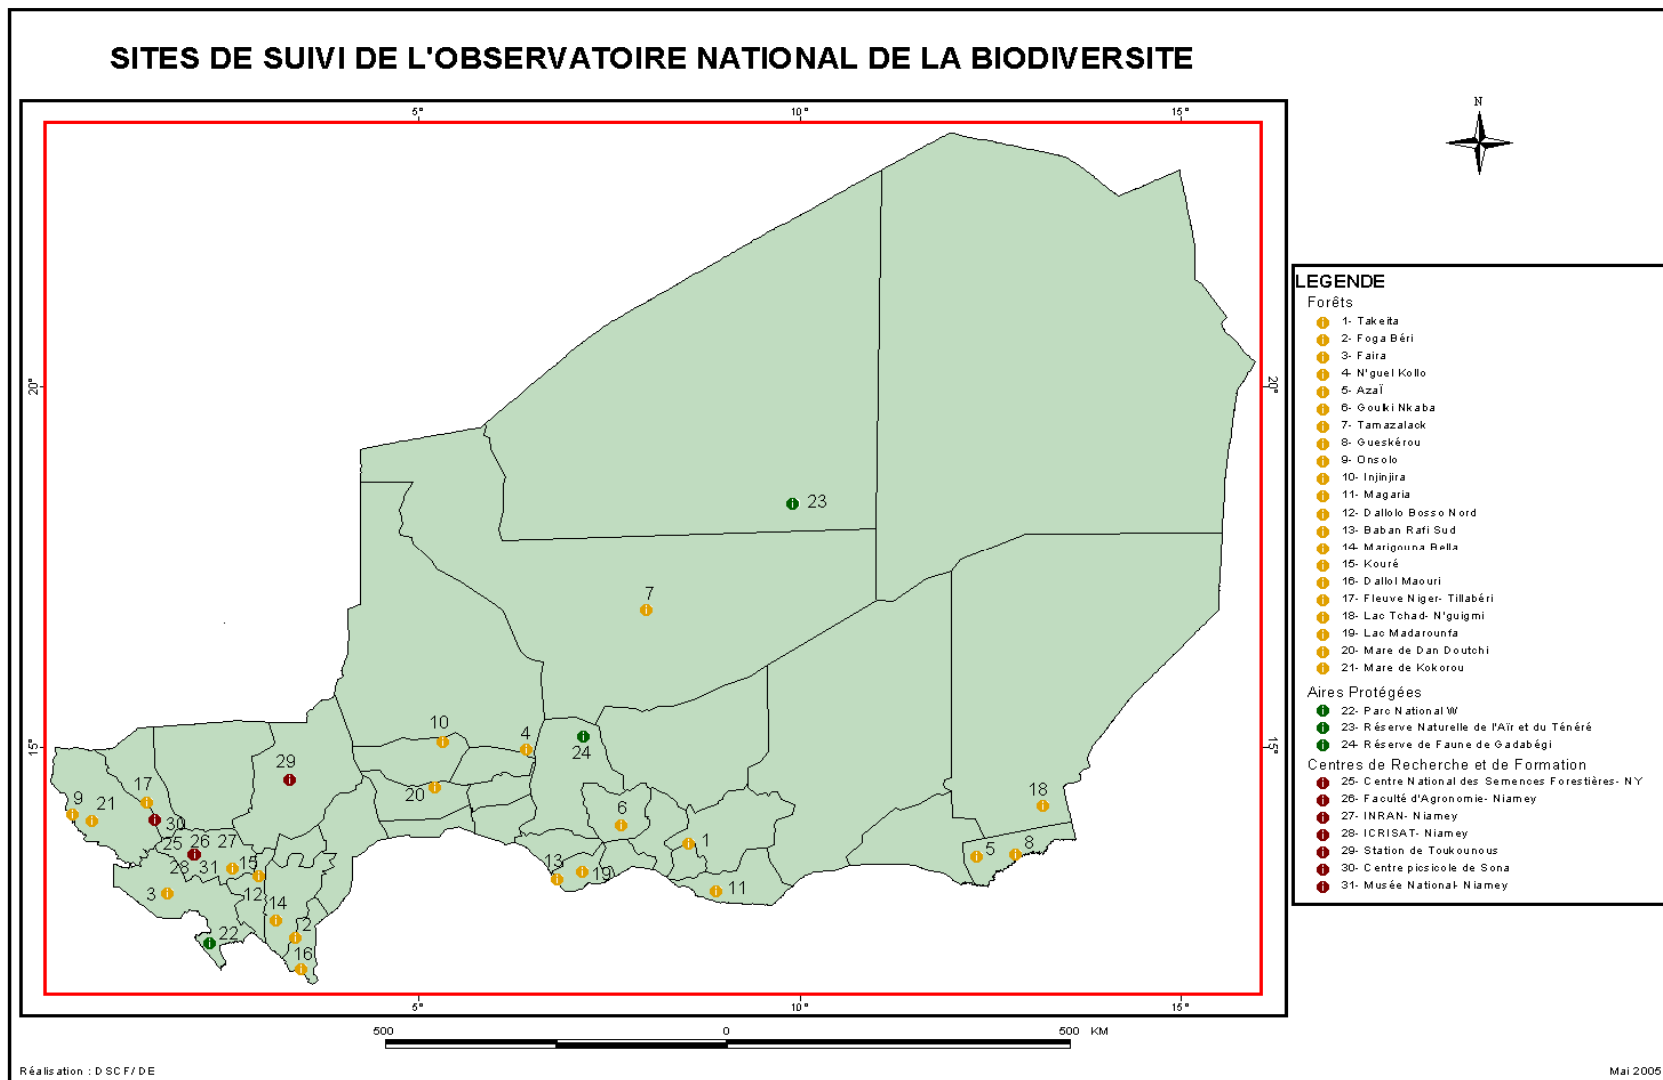 SITES DE SUIVI DE L'OBSERVATOIRE NATIONAL DE LA BIODIVERSITE
N
5° 10° 15°
20° 20°
15° 15°
23
7
10
4
24
29
17
9
21
30
20
6
18
1
25 26 27
28 31 15
5
8
13
19
12
3
11
14
2
22
16
5° 10° 15°
500 0 500 KM
LEGENDE
Forêts
1- Takeita
2- Foga Béri
3- Faira
4- N'guel Kollo
5- Azaï
6- Goulki Nkaba
7- Tamazalack
8- Gueskérou
9- Onsolo
10- Injinjira
11- Magaria
12- Dallolo Bosso Nord
13- Baban Rafi Sud
14- Marigouna Bella
15- Kouré
16- Dallol Maouri
17- Fleuve Niger- Tillabéri
18- Lac Tchad- N'guigmi
19- Lac Madarounfa
20- Mare de Dan Doutchi
21- Mare de Kokorou
Aires Protégées
22- Parc National W
23- Réserve Naturelle de l'Aïr et du Ténéré
24- Réserve de Faune de Gadabégi
Centres de Recherche et de Formation
25- Centre National des Semences Forestières- NY
26- Faculté d'Agronomie- Niamey
27- INRAN- Niamey
28- ICRISAT- Niamey
29- Station de Toukounous
30- Centre picsicole de Sona
31- Musée National- Niamey
Réalisation : DSCF/DE
Mai 2005